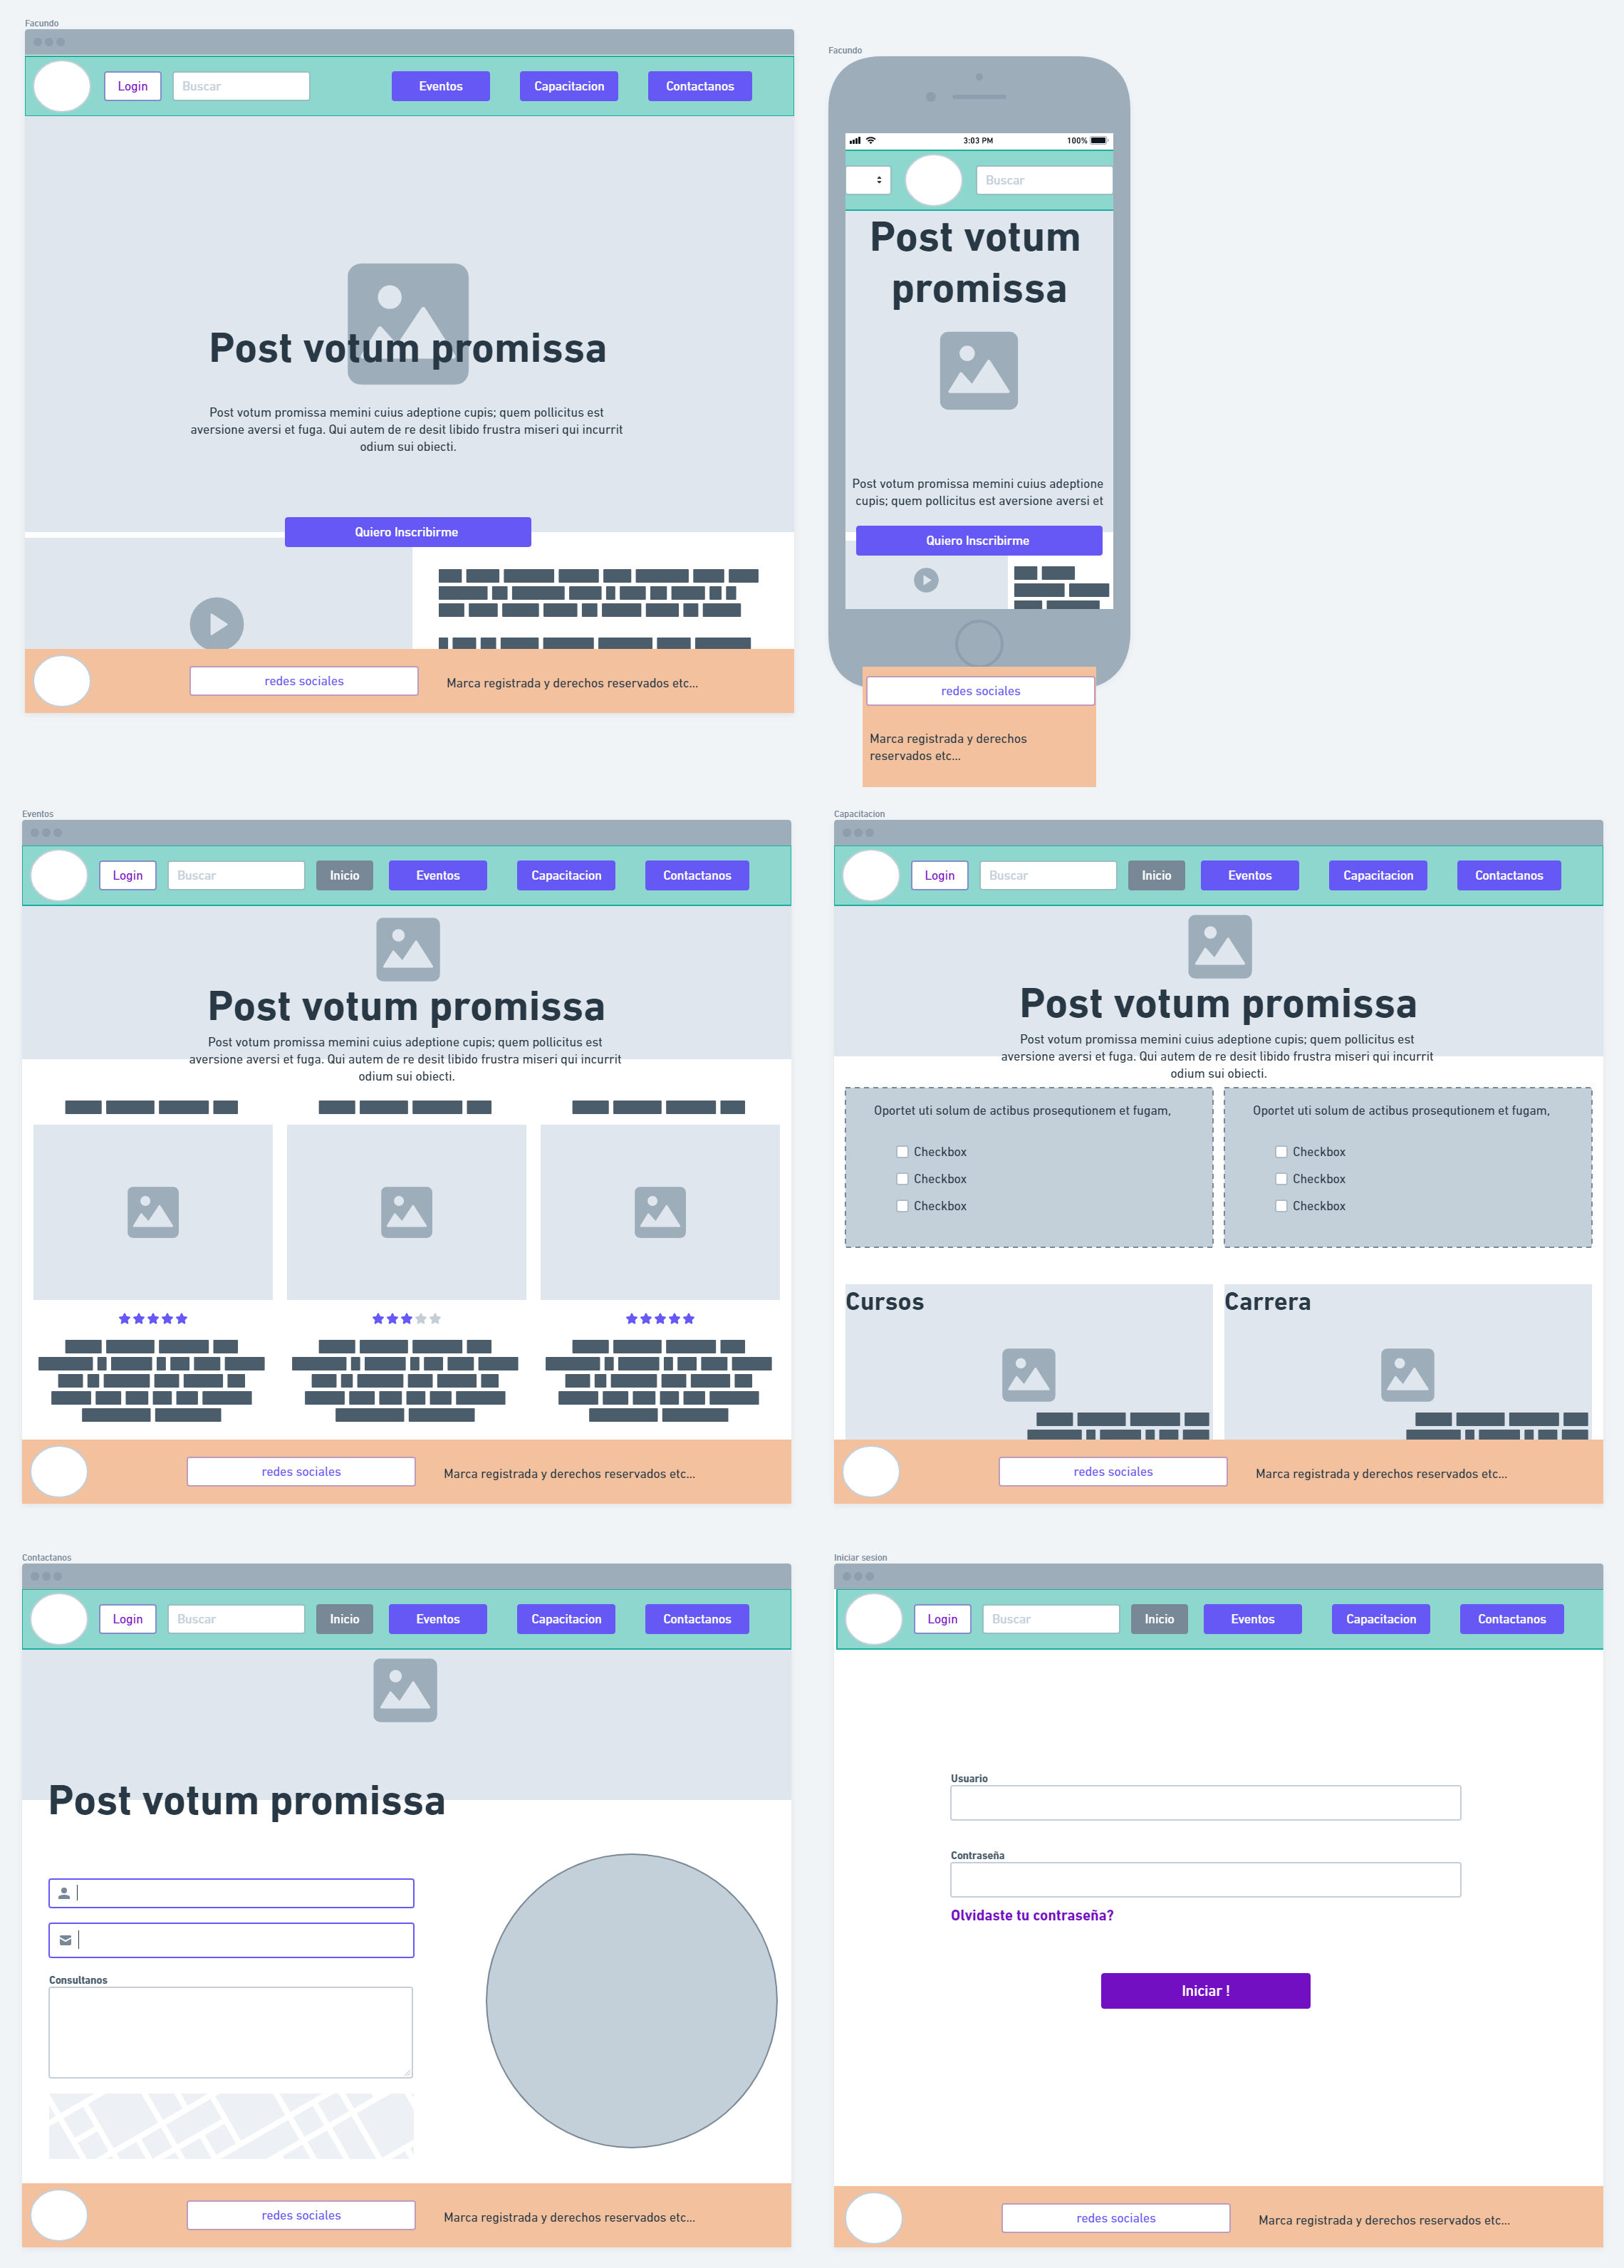 Facundo
Login
Buscar
Eventos
Capacitacion
Contactanos
Post votum promissa
Post votum promissa memini cuius adeptione cupis; quem pollicitus est
aversione aversi et fuga. Qui autem de re desit libido frustra miseri qui incurrit
odium sui obiecti.
Quiero Inscribirme
redes sociales
Marca registrada y derechos reservados etc...
Facundo
3:03 PM
100%
Buscar
Post votum
promissa
Post votum promissa memini cuius adeptione
cupis; quem pollicitus est aversione aversi et
Quiero Inscribirme
redes sociales
Marca registrada y derechos
reservados etc...
Eventos
Login
Buscar
Inicio
Eventos
Capacitacion
Contactanos
Post votum promissa
Post votum promissa memini cuius adeptione cupis; quem pollicitus est
aversione aversi et fuga. Qui autem de re desit libido frustra miseri qui incurrit
odium sui obiecti.
redes sociales
Marca registrada y derechos reservados etc...
Capacitacion
Login
Buscar
Inicio
Eventos
Capacitacion
Contactanos
Post votum promissa
Post votum promissa memini cuius adeptione cupis; quem pollicitus est
aversione aversi et fuga. Qui autem de re desit libido frustra miseri qui incurrit
odium sui obiecti.
Oportet uti solum de actibus prosequtionem et fugam,
Checkbox
Checkbox
Checkbox
Oportet uti solum de actibus prosequtionem et fugam,
Checkbox
Checkbox
Checkbox
Cursos
Carrera
redes sociales
Marca registrada y derechos reservados etc...
Contactanos
Login
Buscar
Inicio
Eventos
Capacitacion
Contactanos
Post votum promissa
Consultanos
redes sociales
Marca registrada y derechos reservados etc...
Iniciar sesion
Login
Buscar
Inicio
Eventos
Capacitacion
Contactanos
Usuario
Contraseña
Olvidaste tu contraseña?
Iniciar !
redes sociales
Marca registrada y derechos reservados etc...